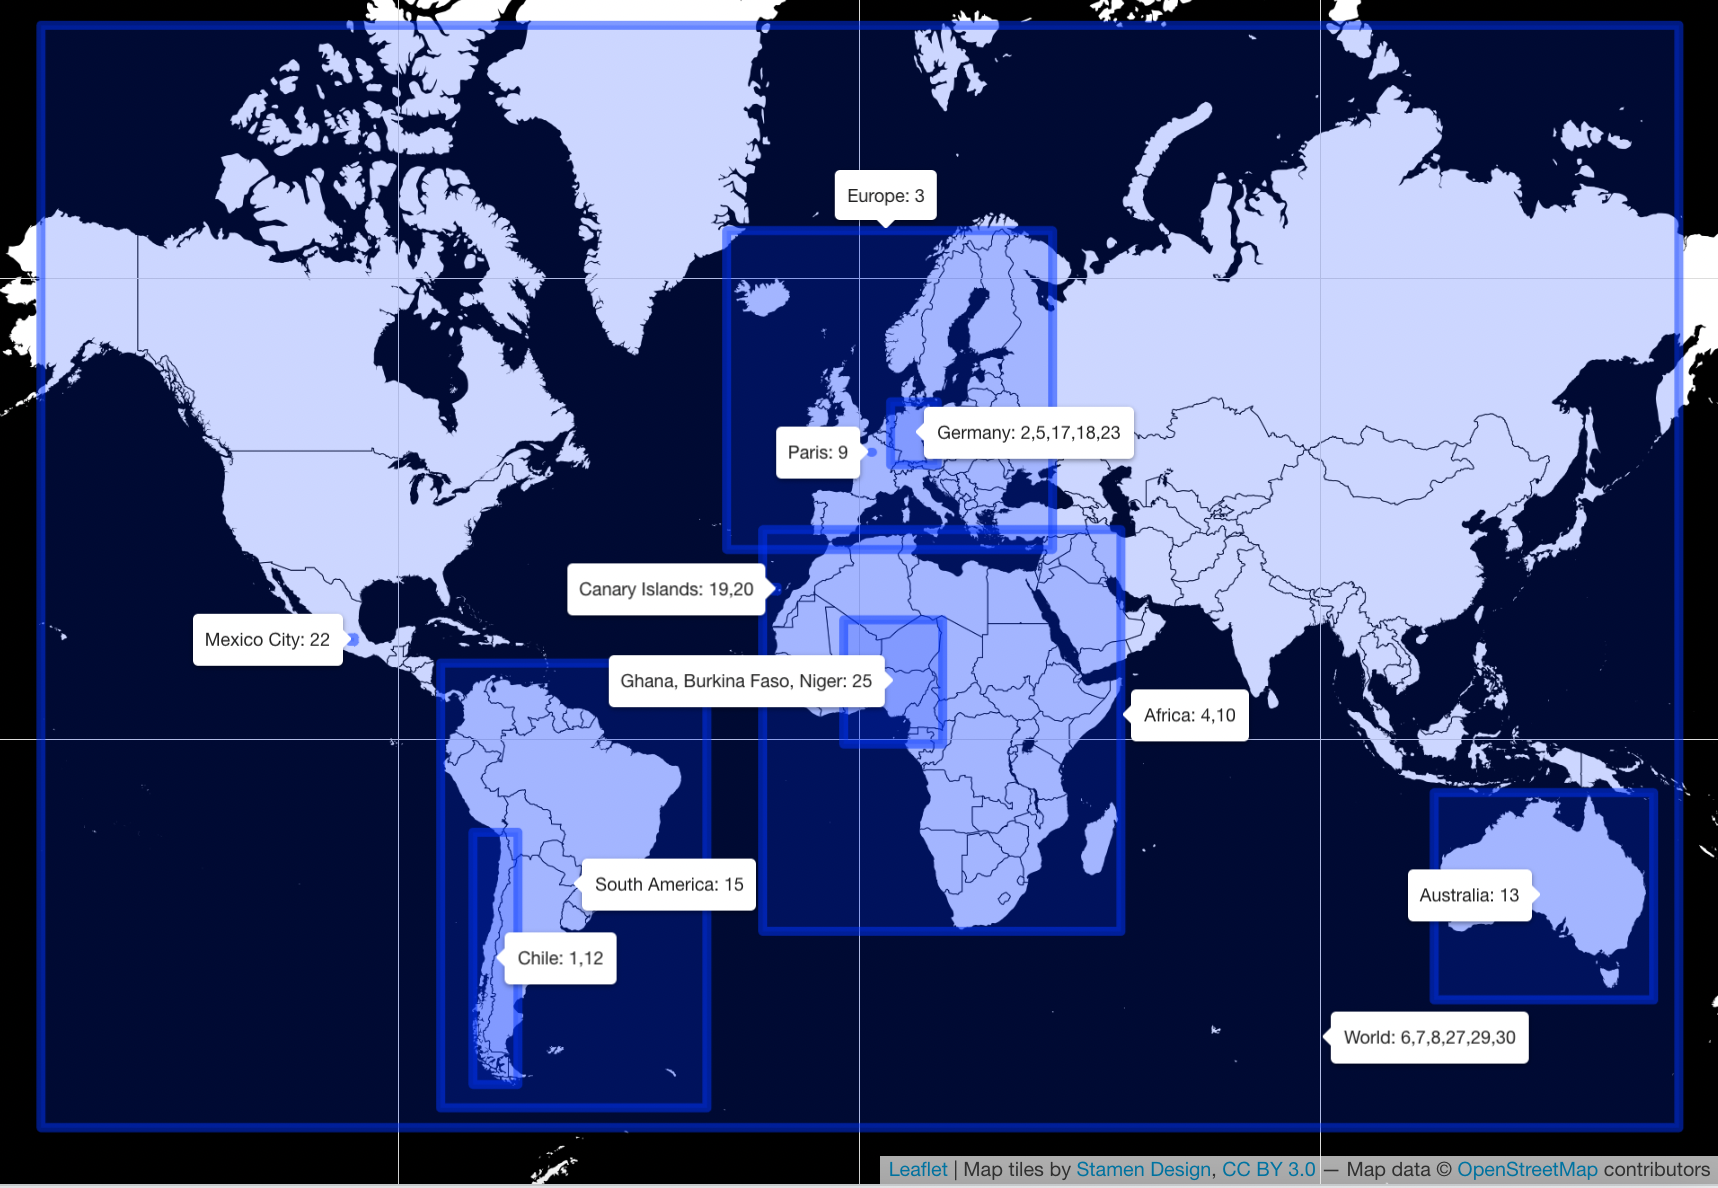 Europe: 3
Germany: 2,5,17,18,23
Paris: 9
Canary Islands: 19,20
Mexico City: 22
Ghana, Burkina Faso, Niger: 25
Africa: 4,10
South America: 15
Australia: 13
Chile: 1,12
World: 6,7,8,27,29,30
Leaflet | Map tiles by Stamen Design, CC BY 3.0 — Map data © OpenStreetMap contributors